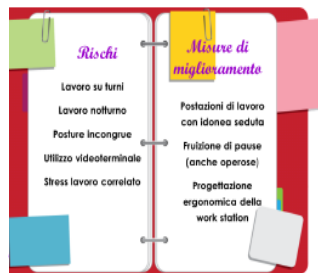 Rischi
Lavoro su turni
Lavoro notturno
Posture incongrue
Utilizzo videoterminale
Stress lavoro correlato
Misure di
miglioramento
Postazioni di lavoro
con idonea seduta
Fruizione di pause
(anche operose)
Progettazione
ergonomica della
work station